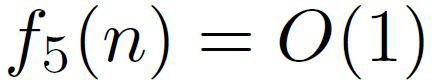 f₅(n) = O(1)